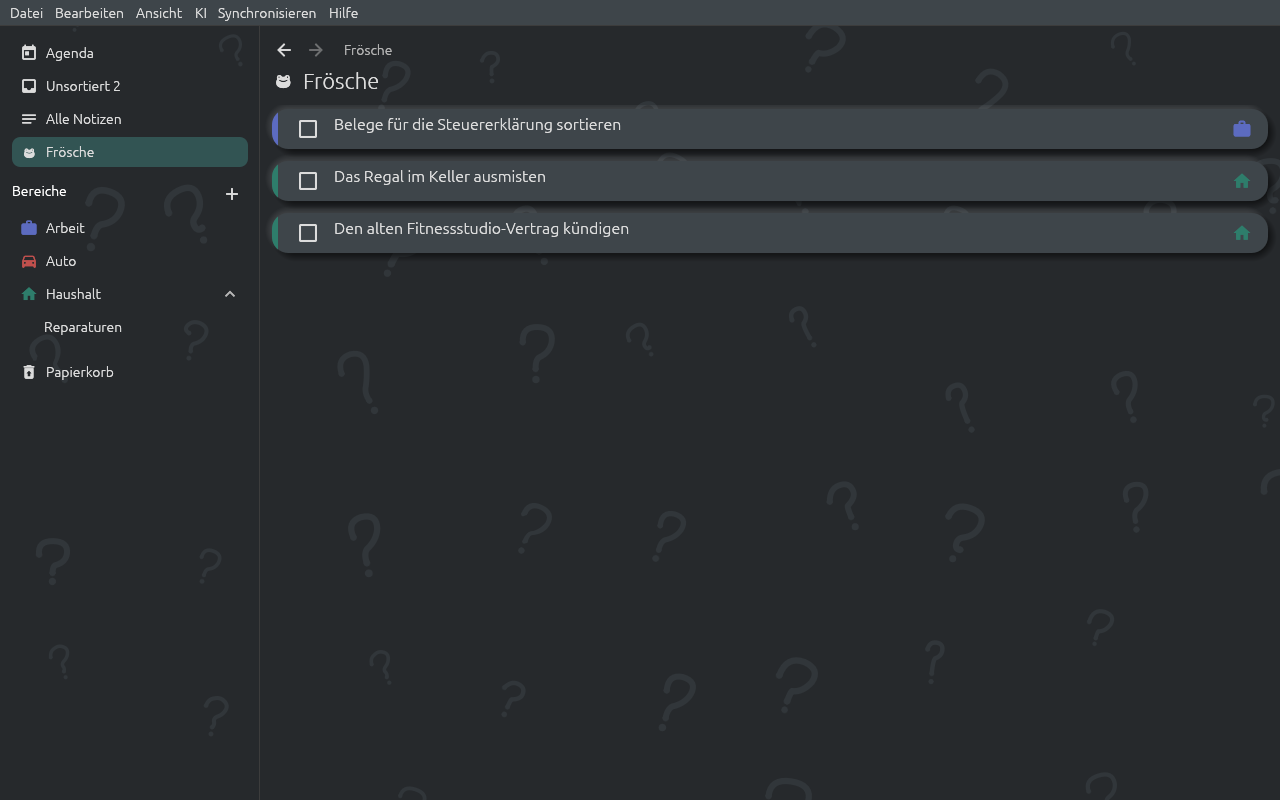 Datei Bearbeiten Ansicht KI Synchronisieren Hilfe
Agenda
Unsortiert 2
Alle Notizen
Frösche
Bereiche
Arbeit
Auto
Haushalt
Reparaturen
Papierkorb
Frösche
Frösche
Belege für die Steuererklärung sortieren
Das Regal im Keller ausmisten
Den alten Fitnessstudio-Vertrag kündigen